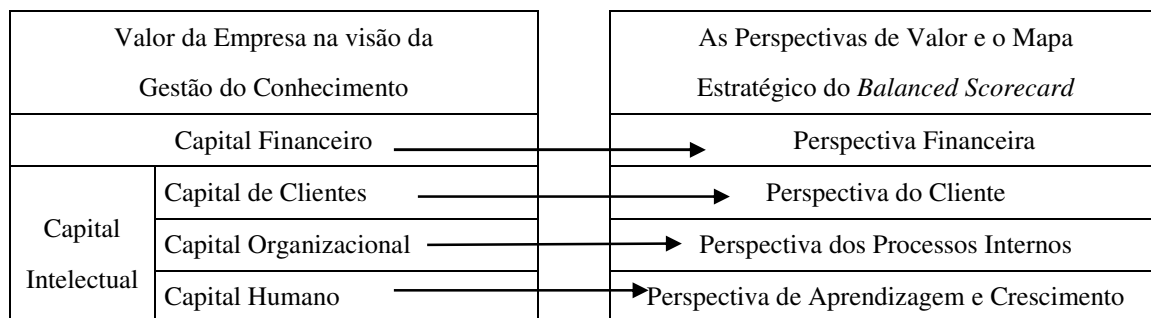 Valor da Empresa na visão da
Gestão do Conhecimento
As Perspectivas de Valor e o Mapa
Estratégico do Balanced Scorecard
Capital Financeiro
Perspectiva Financeira
Capital
Intelectual
Capital de Clientes
Perspectiva do Cliente
Capital Organizacional
Perspectiva dos Processos Internos
Capital Humano
Perspectiva de Aprendizagem e Crescimento